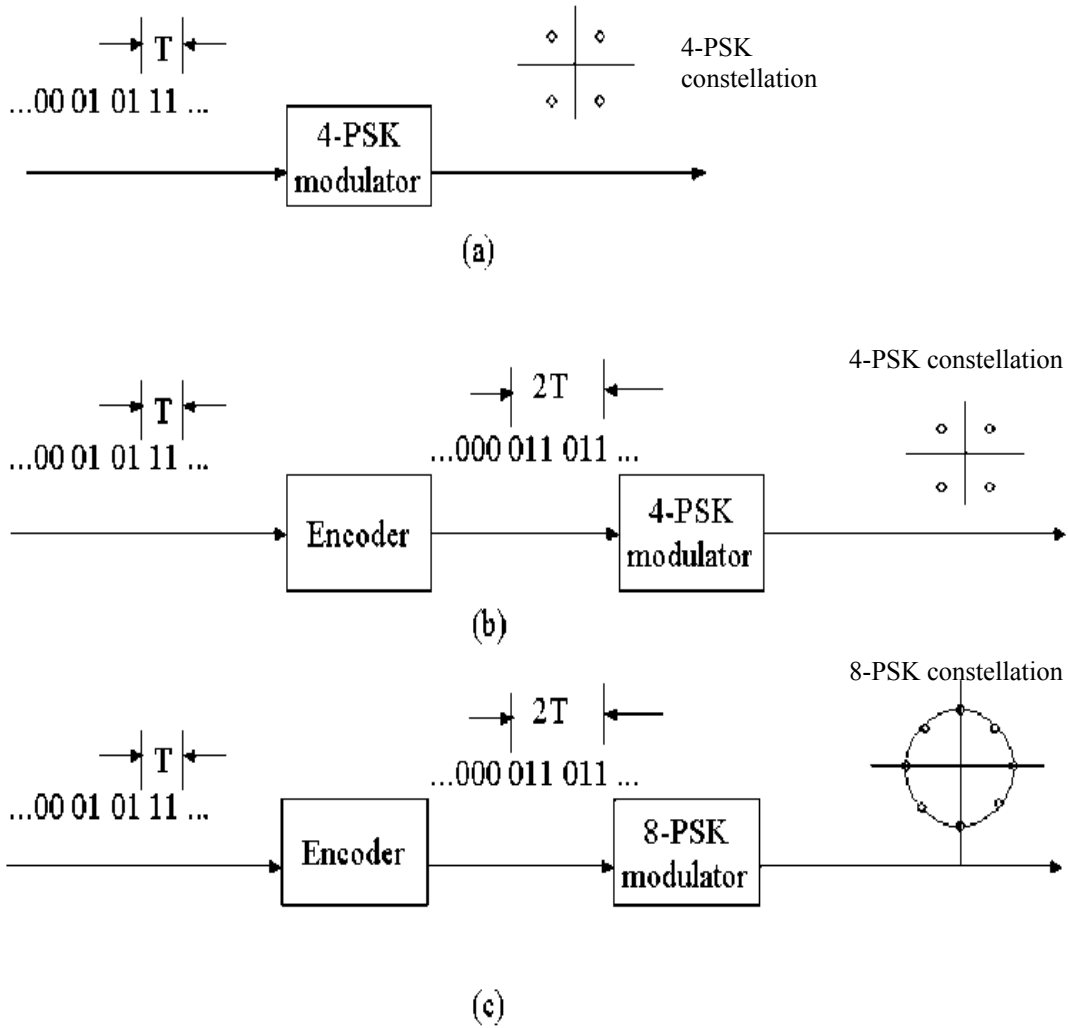 T
...00 01 01 11 ...
4-PSK
modulator
4-PSK
constellation
(a)
4-PSK constellation
T
2T
...00 01 01 11 ...
...000 011 011 ...
Encoder
4-PSK
modulator
(b)
8-PSK constellation
T
2T
...00 01 01 11 ...
...000 011 011 ...
Encoder
8-PSK
modulator
(c)